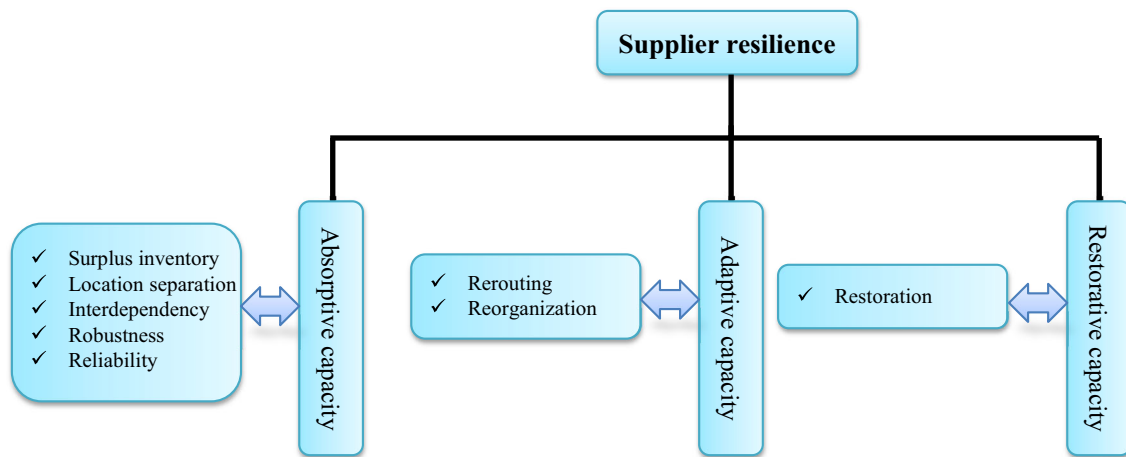 Supplier resilience
Surplus inventory
Location separation
Interdependency
Robustness
Reliability
Absorptive capacity
Rerouting
Reorganization
Adaptive capacity
Restoration
Restorative capacity